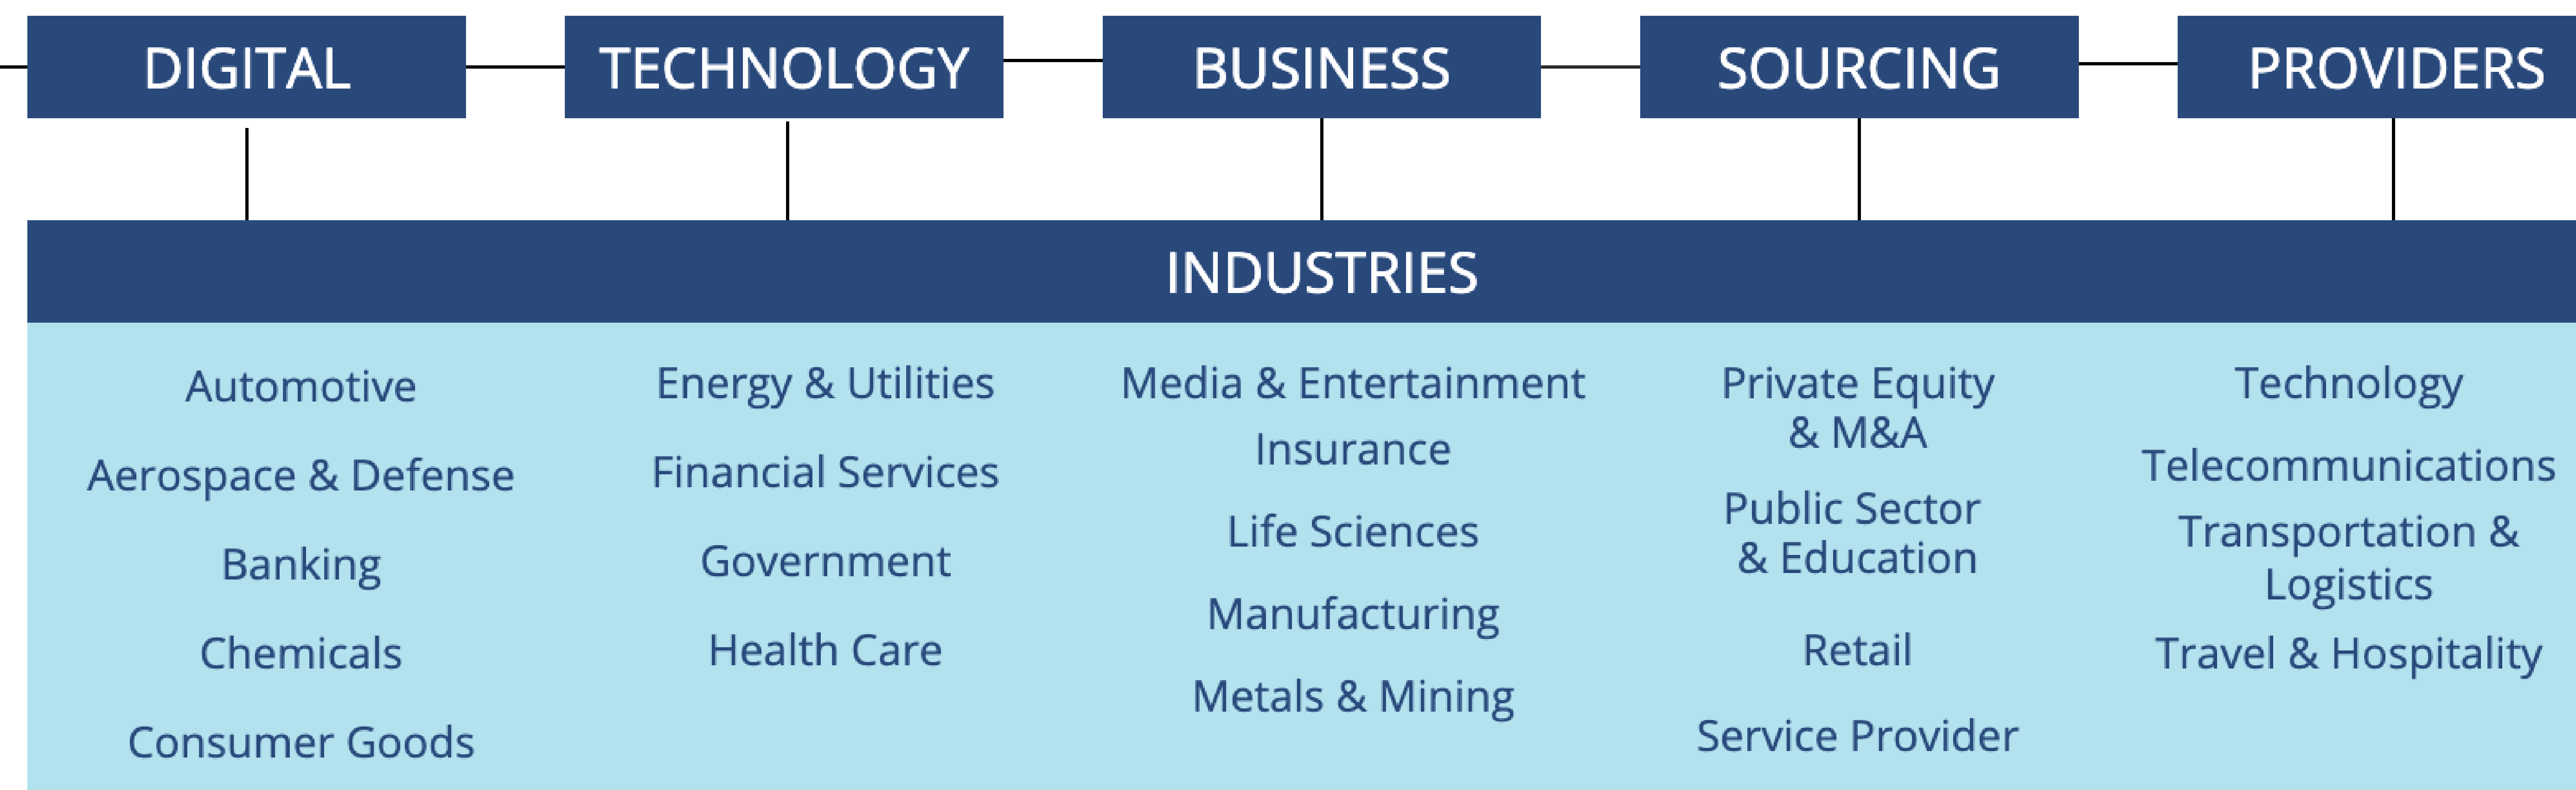 DIGITAL
TECHNOLOGY
BUSINESS
SOURCING
PROVIDERS
INDUSTRIES
Automotive
Aerospace & Defense
Banking
Chemicals
Consumer Goods
Energy & Utilities
Financial Services
Government
Health Care
Media & Entertainment
Insurance
Life Sciences
Manufacturing
Metals & Mining
Private Equity
& M&A
Public Sector
& Education
Retail
Service Provider
Technology
Telecommunications
Transportation &
Logistics
Travel & Hospitality